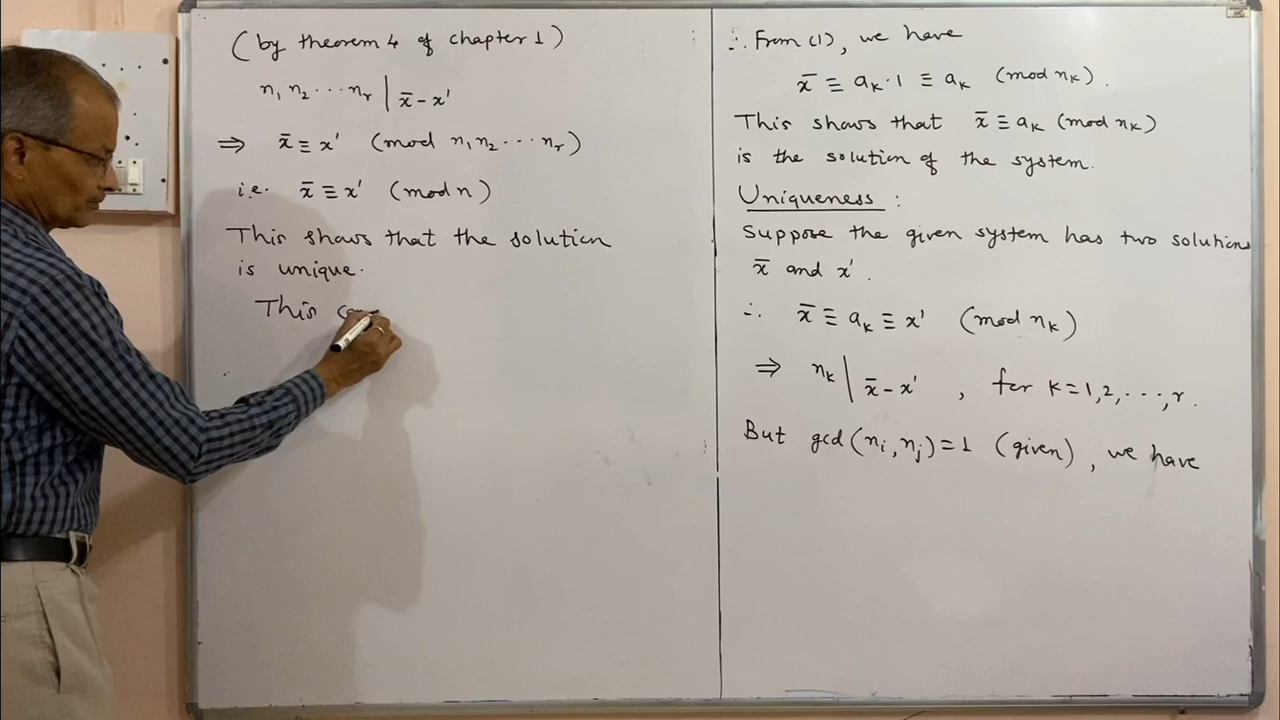 (by theorem 4 of chapter 1)
n₁ n₂ ⋯ nᵣ | x̄ - x'
⇒ x̄ ≡ x' (mod n₁n₂ ⋯ nᵣ)
i.e. x̄ ≡ x' (mod n)
This shows that the solution
is unique.
This
∴ From (1), we have
x̄ ≡ aₖ·1 ≡ aₖ (mod nₖ).
This shows that x̄ ≡ aₖ (mod nₖ)
is the solution of the system.
Uniqueness :
Suppose the given system has two solutions
x̄ and x'.
∴ x̄ ≡ aₖ ≡ x' (mod nₖ)
⇒ nₖ | x̄ - x' , for k=1,2,⋯,r.
But gcd(nᵢ,nⱼ)=1 (given), we have